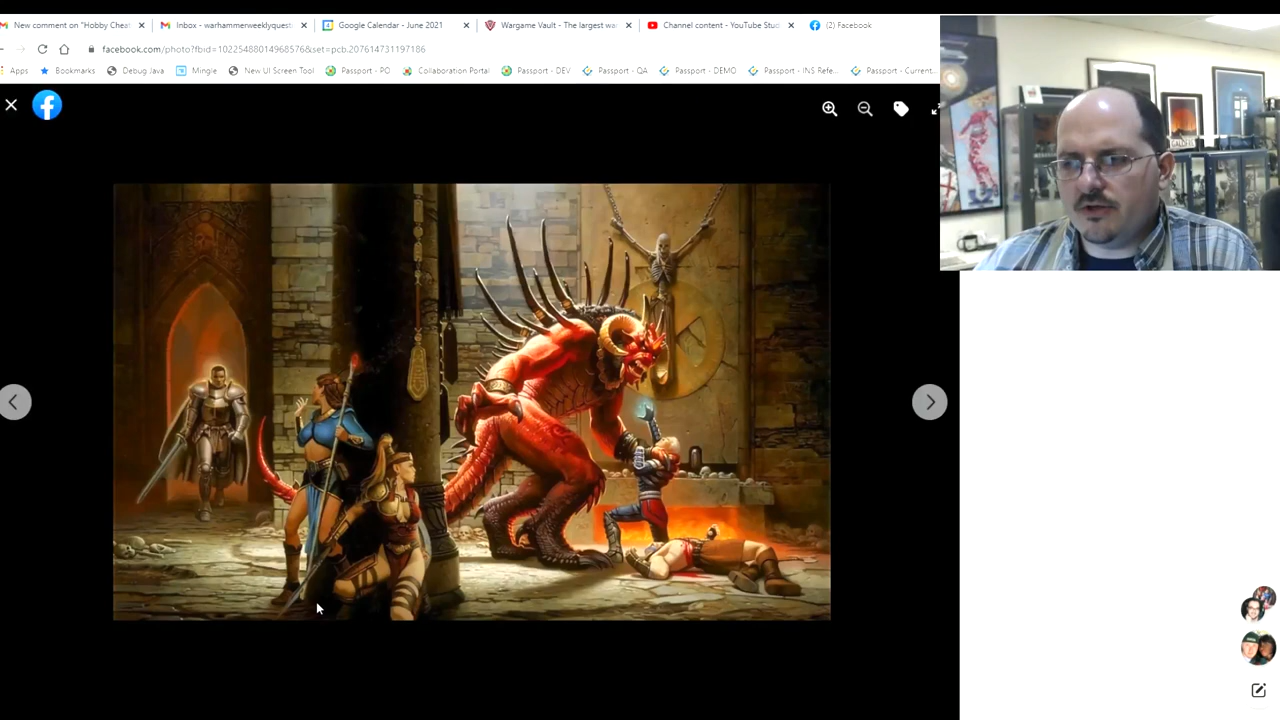 New comment on "Hobby Cheat
Inbox - warhammerweeklyquest
Google Calendar - June 2021
Wargame Vault - The largest wa
Channel content - YouTube Stud
(2) Facebook
facebook.com/photo?fbid=10225488014968576&set=pcb.207614731197186
Apps
Bookmarks
Debug Java
Mingle
New UI Screen Tool
Passport - PO
Collaboration Portal
Passport - DEV
Passport - QA
Passport - DEMO
Passport - INS Refe...
Passport - Current...